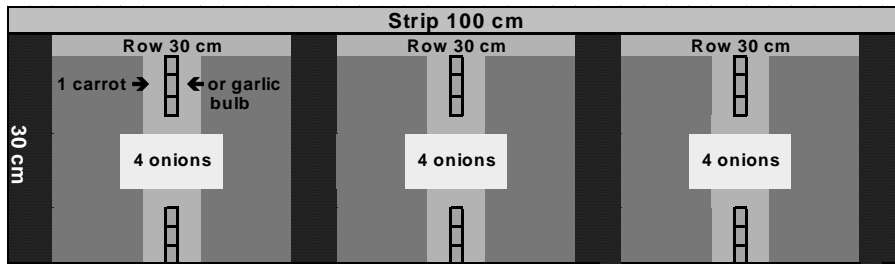 Strip 100 cm
Row 30 cm
Row 30 cm
Row 30 cm
1 carrot
or garlic
bulb
30 cm
4 onions
4 onions
4 onions